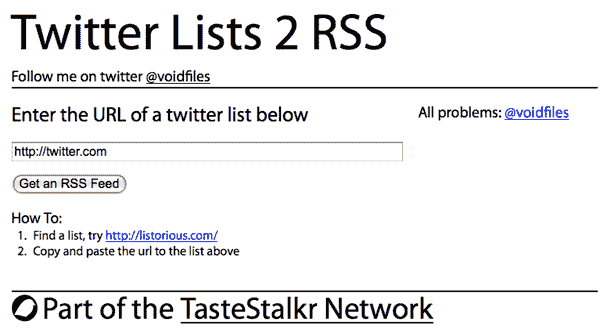 Twitter Lists 2 RSS
Follow me on twitter @voidfiles
Enter the URL of a twitter list below
All problems: @voidfiles
http://twitter.com
Get an RSS Feed
How To:
1. Find a list, try http://listorious.com/
2. Copy and paste the url to the list above
Part of the TasteStalkr Network